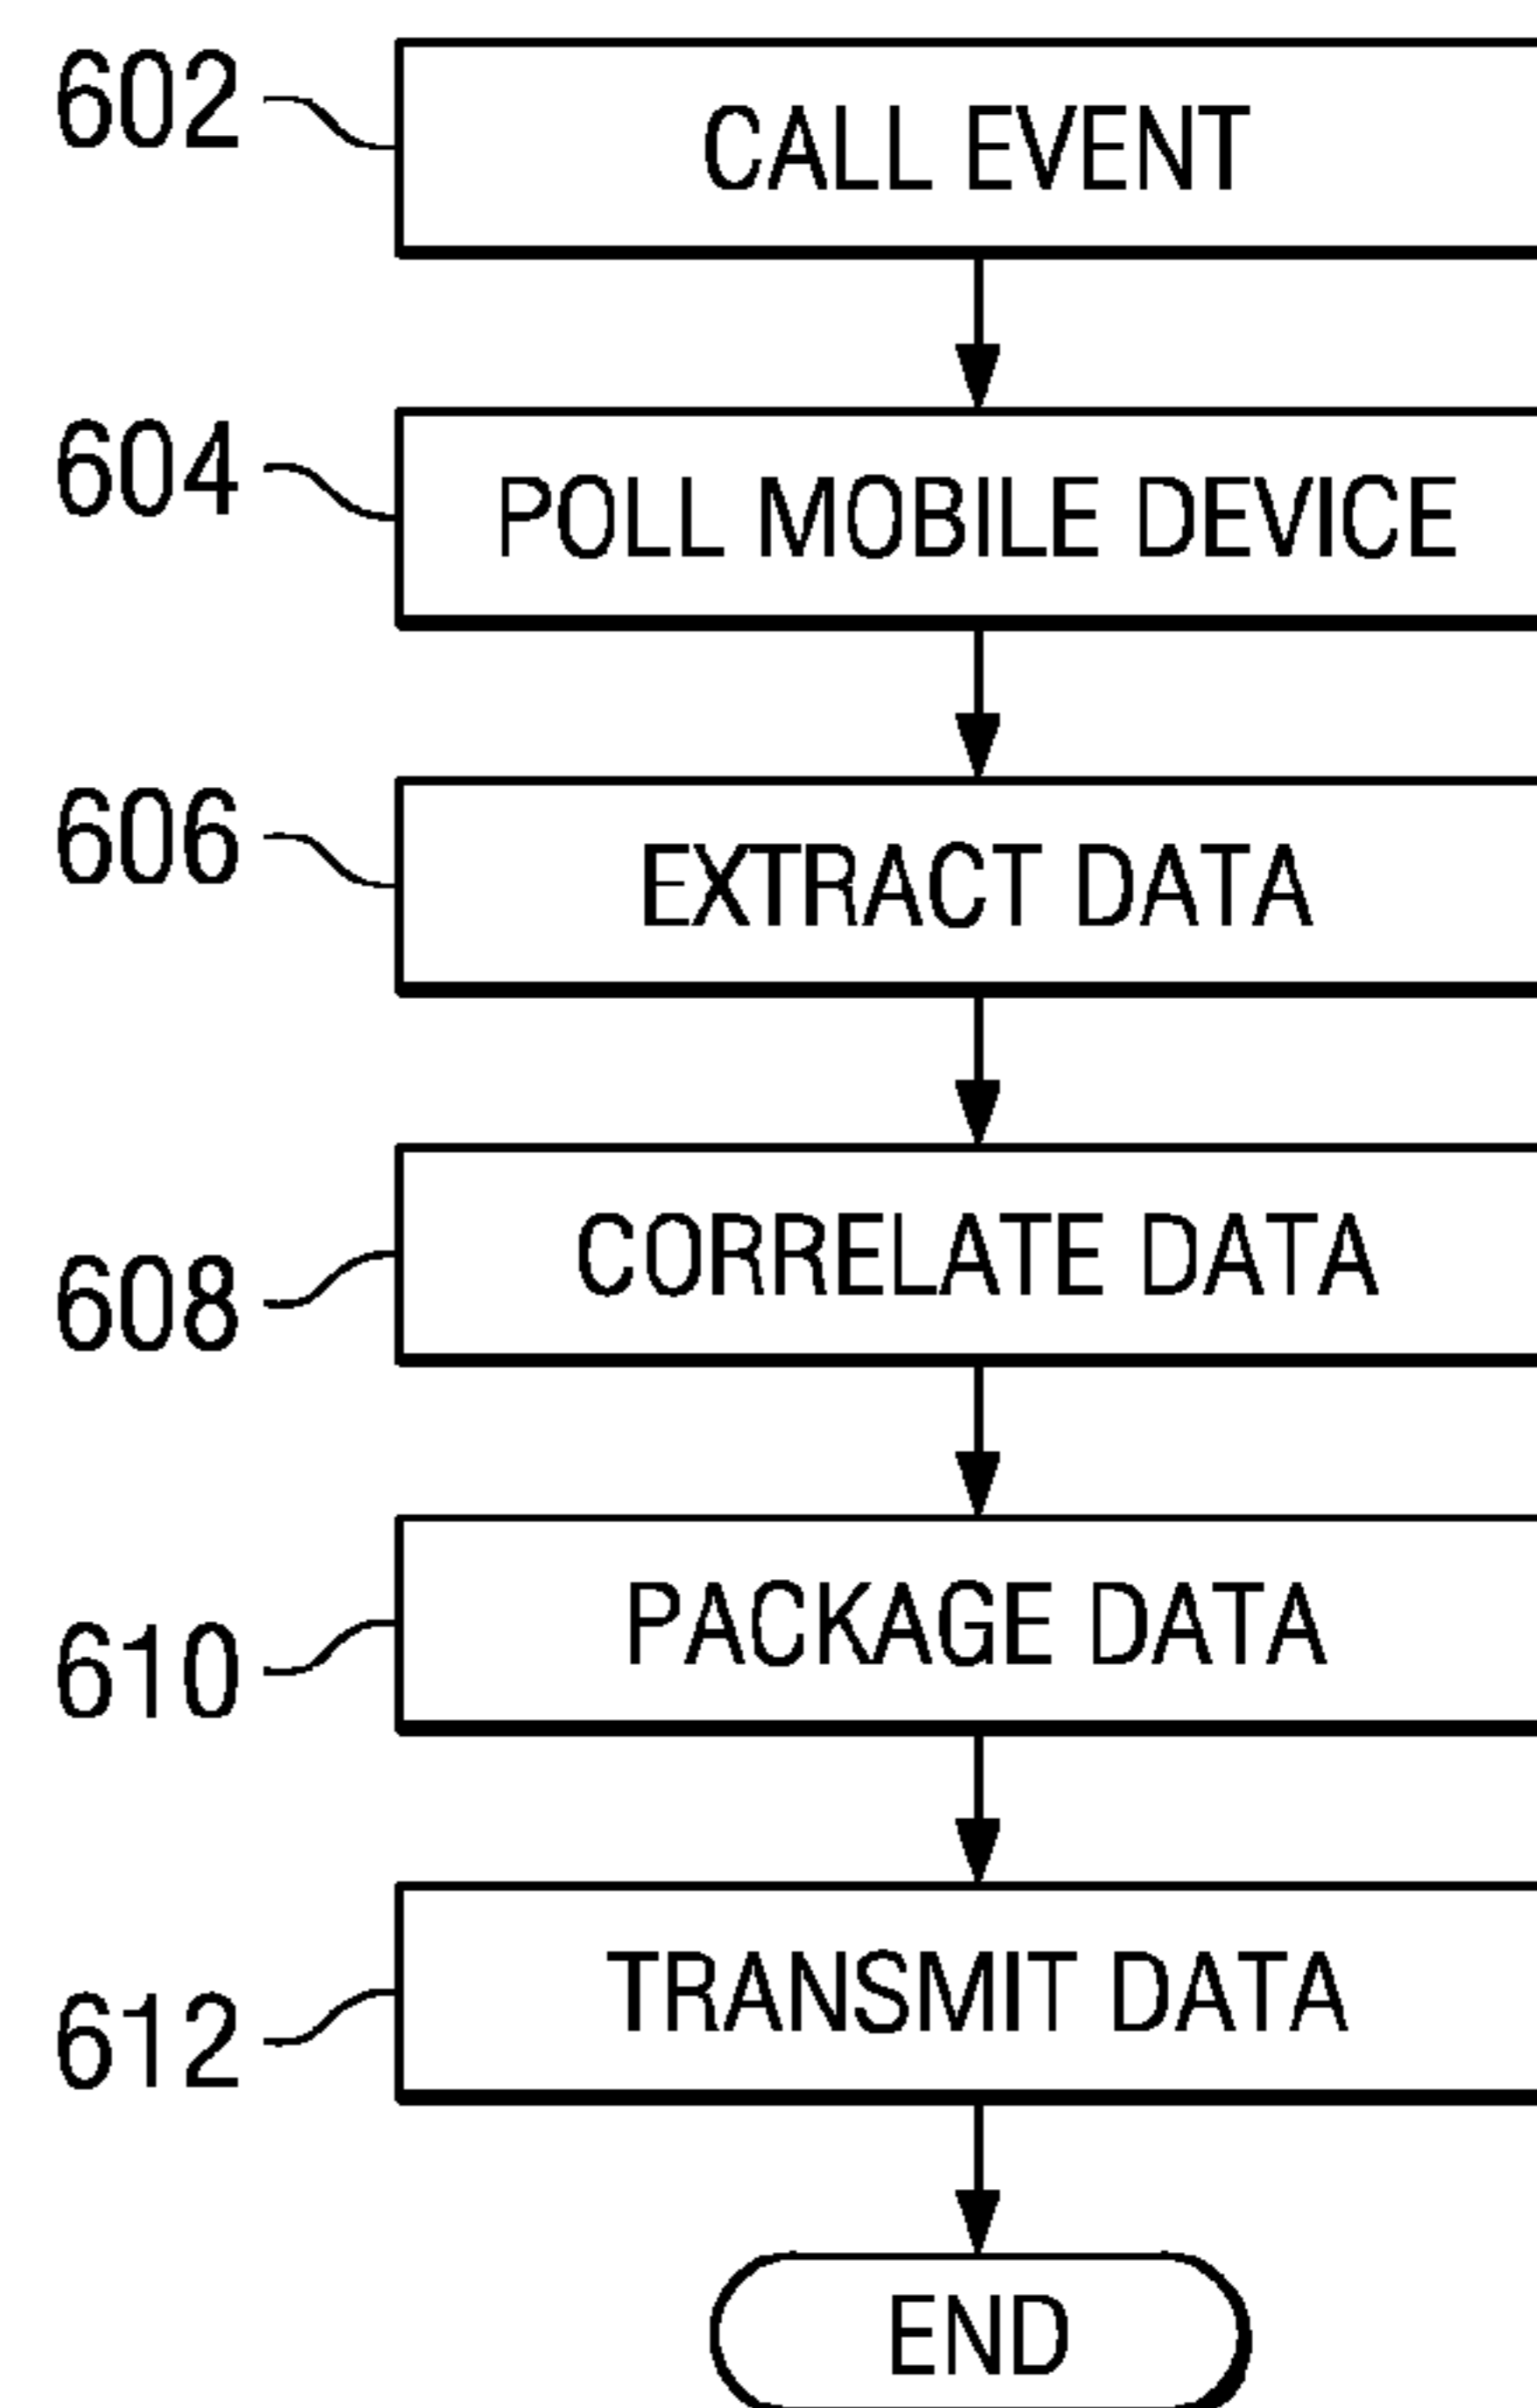 602 CALL EVENT
604 POLL MOBILE DEVICE
606 EXTRACT DATA
608 CORRELATE DATA
610 PACKAGE DATA
612 TRANSMIT DATA
END